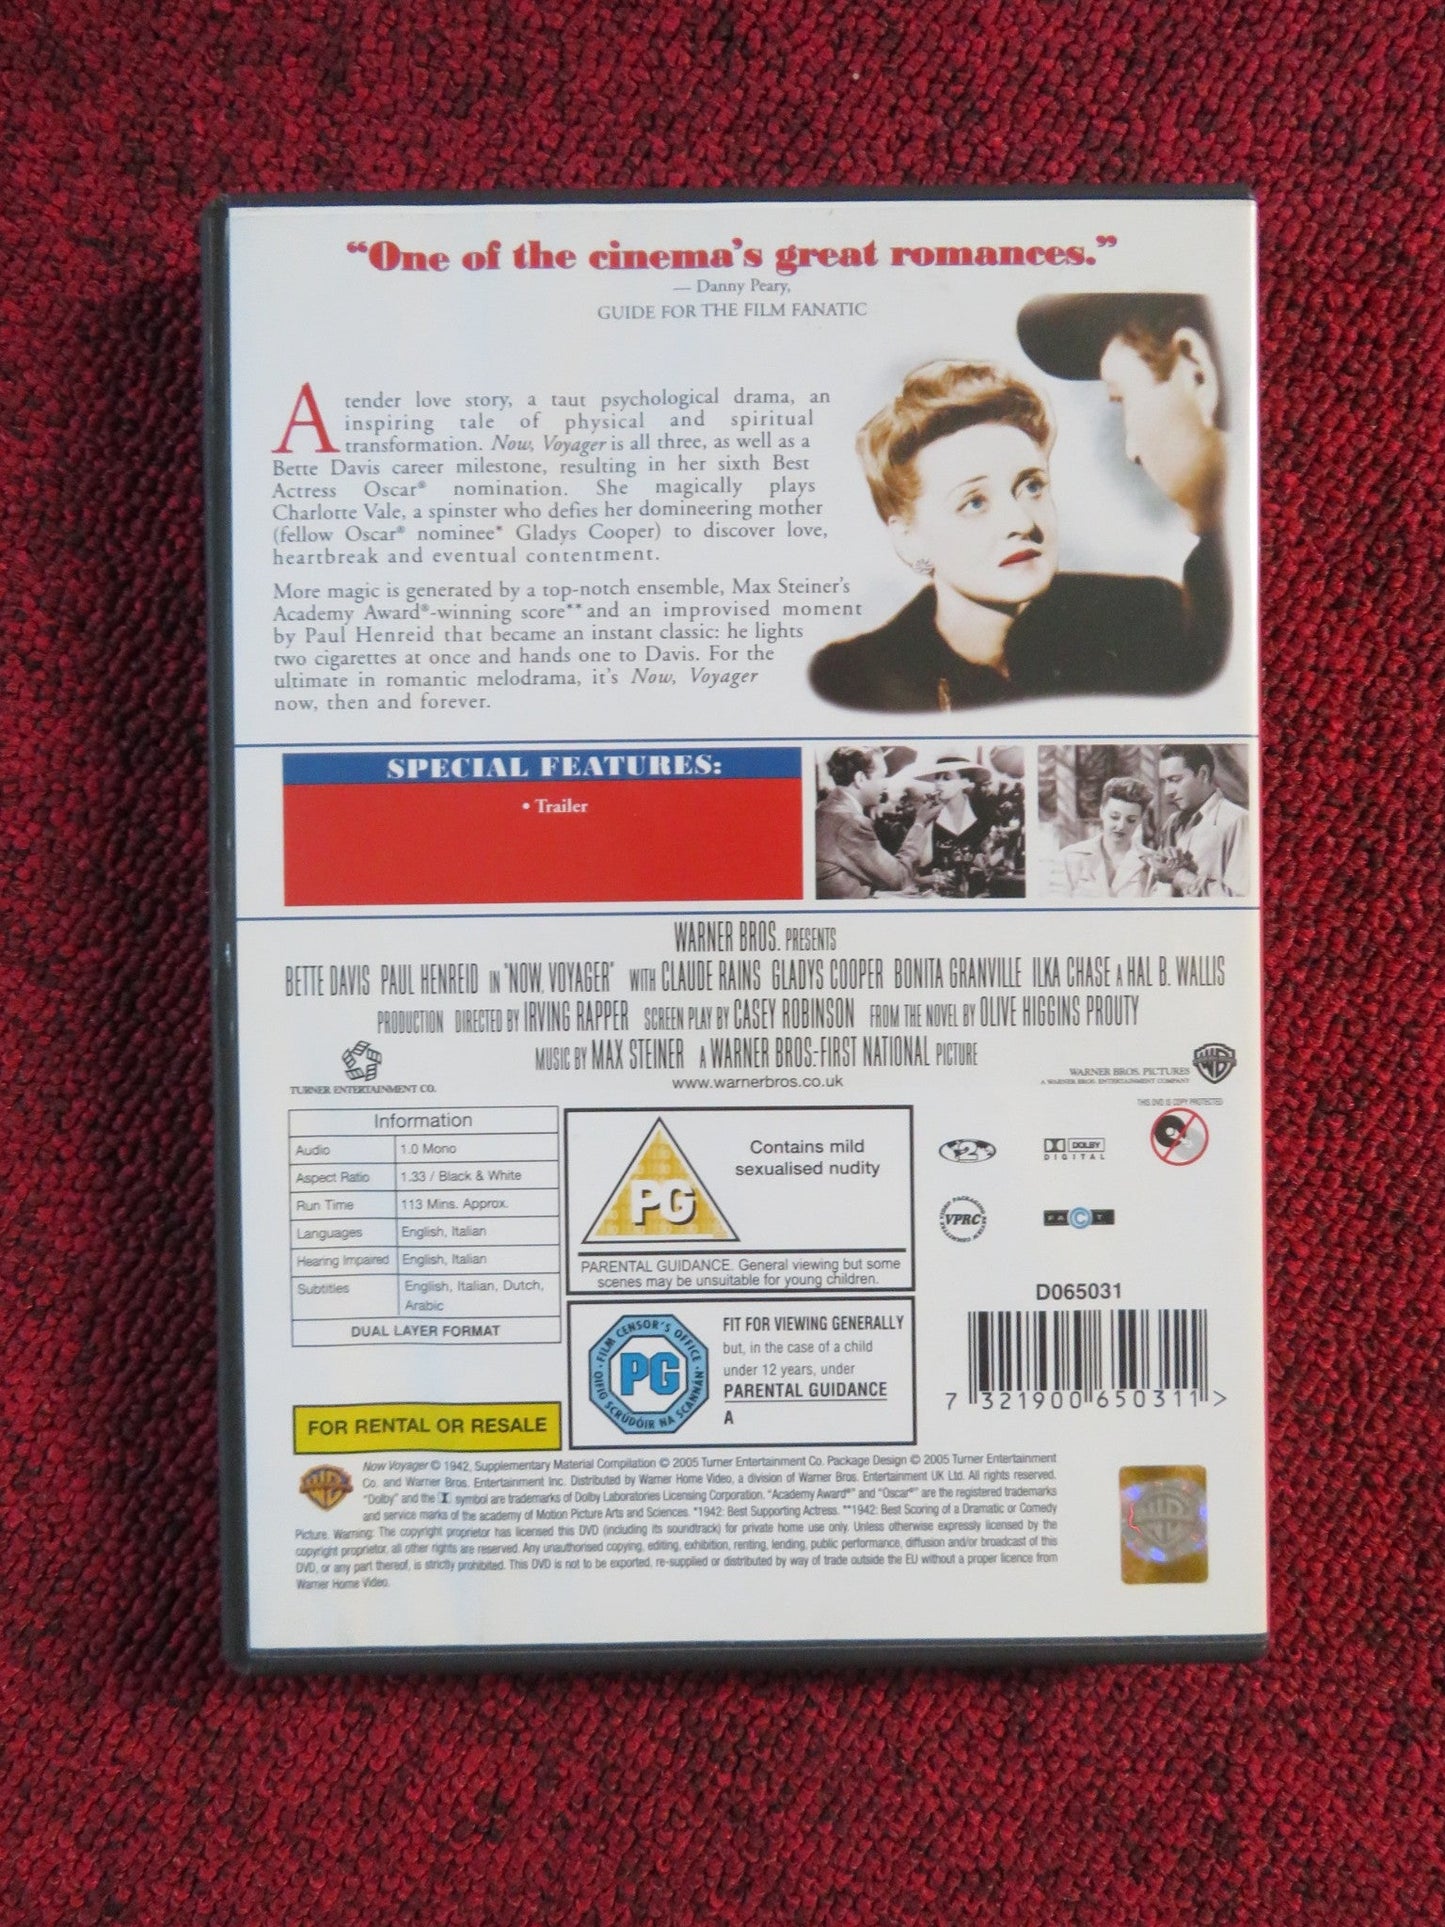 “One of the cinema's great romances.”
— Danny Peary,
GUIDE FOR THE FILM FANATIC
A tender love story, a taut psychological drama, an
inspiring tale of physical and spiritual
transformation. Now, Voyager is all three, as well as a
Bette Davis career milestone, resulting in her sixth Best
Actress Oscar® nomination. She magically plays
Charlotte Vale, a spinster who defies her domineering mother
(fellow Oscar® nominee* Gladys Cooper) to discover love,
heartbreak and eventual contentment.
More magic is generated by a top-notch ensemble, Max Steiner's
Academy Award®-winning score** and an improvised moment
by Paul Henreid that became an instant classic: he lights
two cigarettes at once and hands one to Davis. For the
ultimate in romantic melodrama, it's Now, Voyager
now, then and forever.
SPECIAL FEATURES:
• Trailer
WARNER BROS. PRESENTS
BETTE DAVIS PAUL HENREID IN "NOW, VOYAGER" WITH CLAUDE RAINS GLADYS COOPER BONITA GRANVILLE ILKA CHASE A HAL B. WALLIS
PRODUCTION DIRECTED BY IRVING RAPPER SCREEN PLAY BY CASEY ROBINSON FROM THE NOVEL BY OLIVE HIGGINS PROUTY
MUSIC BY MAX STEINER A WARNER BROS.-FIRST NATIONAL PICTURE
TURNER ENTERTAINMENT CO.
www.warnerbros.co.uk
WARNER BROS. PICTURES
A WARNER BROS. ENTERTAINMENT COMPANY
Information
Audio 1.0 Mono
Aspect Ratio 1.33 / Black & White
Run Time 113 Mins. Approx.
Languages English, Italian
Hearing Impaired English, Italian
Subtitles English, Italian, Dutch,
Arabic
DUAL LAYER FORMAT
FOR RENTAL OR RESALE
PG
Contains mild
sexualised nudity
PARENTAL GUIDANCE. General viewing but some
scenes may be unsuitable for young children.
FILM CENSOR'S OFFICE
PG
OIFIG SCRÚDÓIR NA SCANNÁN
FIT FOR VIEWING GENERALLY
but, in the case of a child
under 12 years, under
PARENTAL GUIDANCE
A
THIS DVD IS COPY PROTECTED
2
DOLBY
DIGITAL
VIDEO PACKAGING REVIEW COMMITTEE
VPRC
FACT
D065031
7 321900 650311 >
Now Voyager © 1942, Supplementary Material Compilation © 2005 Turner Entertainment Co. Package Design © 2005 Turner Entertainment
Co. and Warner Bros. Entertainment Inc. Distributed by Warner Home Video, a division of Warner Bros. Entertainment UK Ltd. All rights reserved.
"Dolby" and the symbol are trademarks of Dolby Laboratories Licensing Corporation. "Academy Award®" and "Oscar®" are the registered trademarks
and service marks of the academy of Motion Picture Arts and Sciences. *1942: Best Supporting Actress. **1942: Best Scoring of a Dramatic or Comedy
Picture. Warning: The copyright proprietor has licensed this DVD (including its soundtrack) for private home use only. Unless otherwise expressly licensed by the
copyright proprietor, all other rights are reserved. Any unauthorised copying, editing, exhibition, renting, lending, public performance, diffusion and/or broadcast of this
DVD, or any part thereof, is strictly prohibited. This DVD is not to be exported, re-supplied or distributed by way of trade outside the EU without a proper licence from
Warner Home Video.